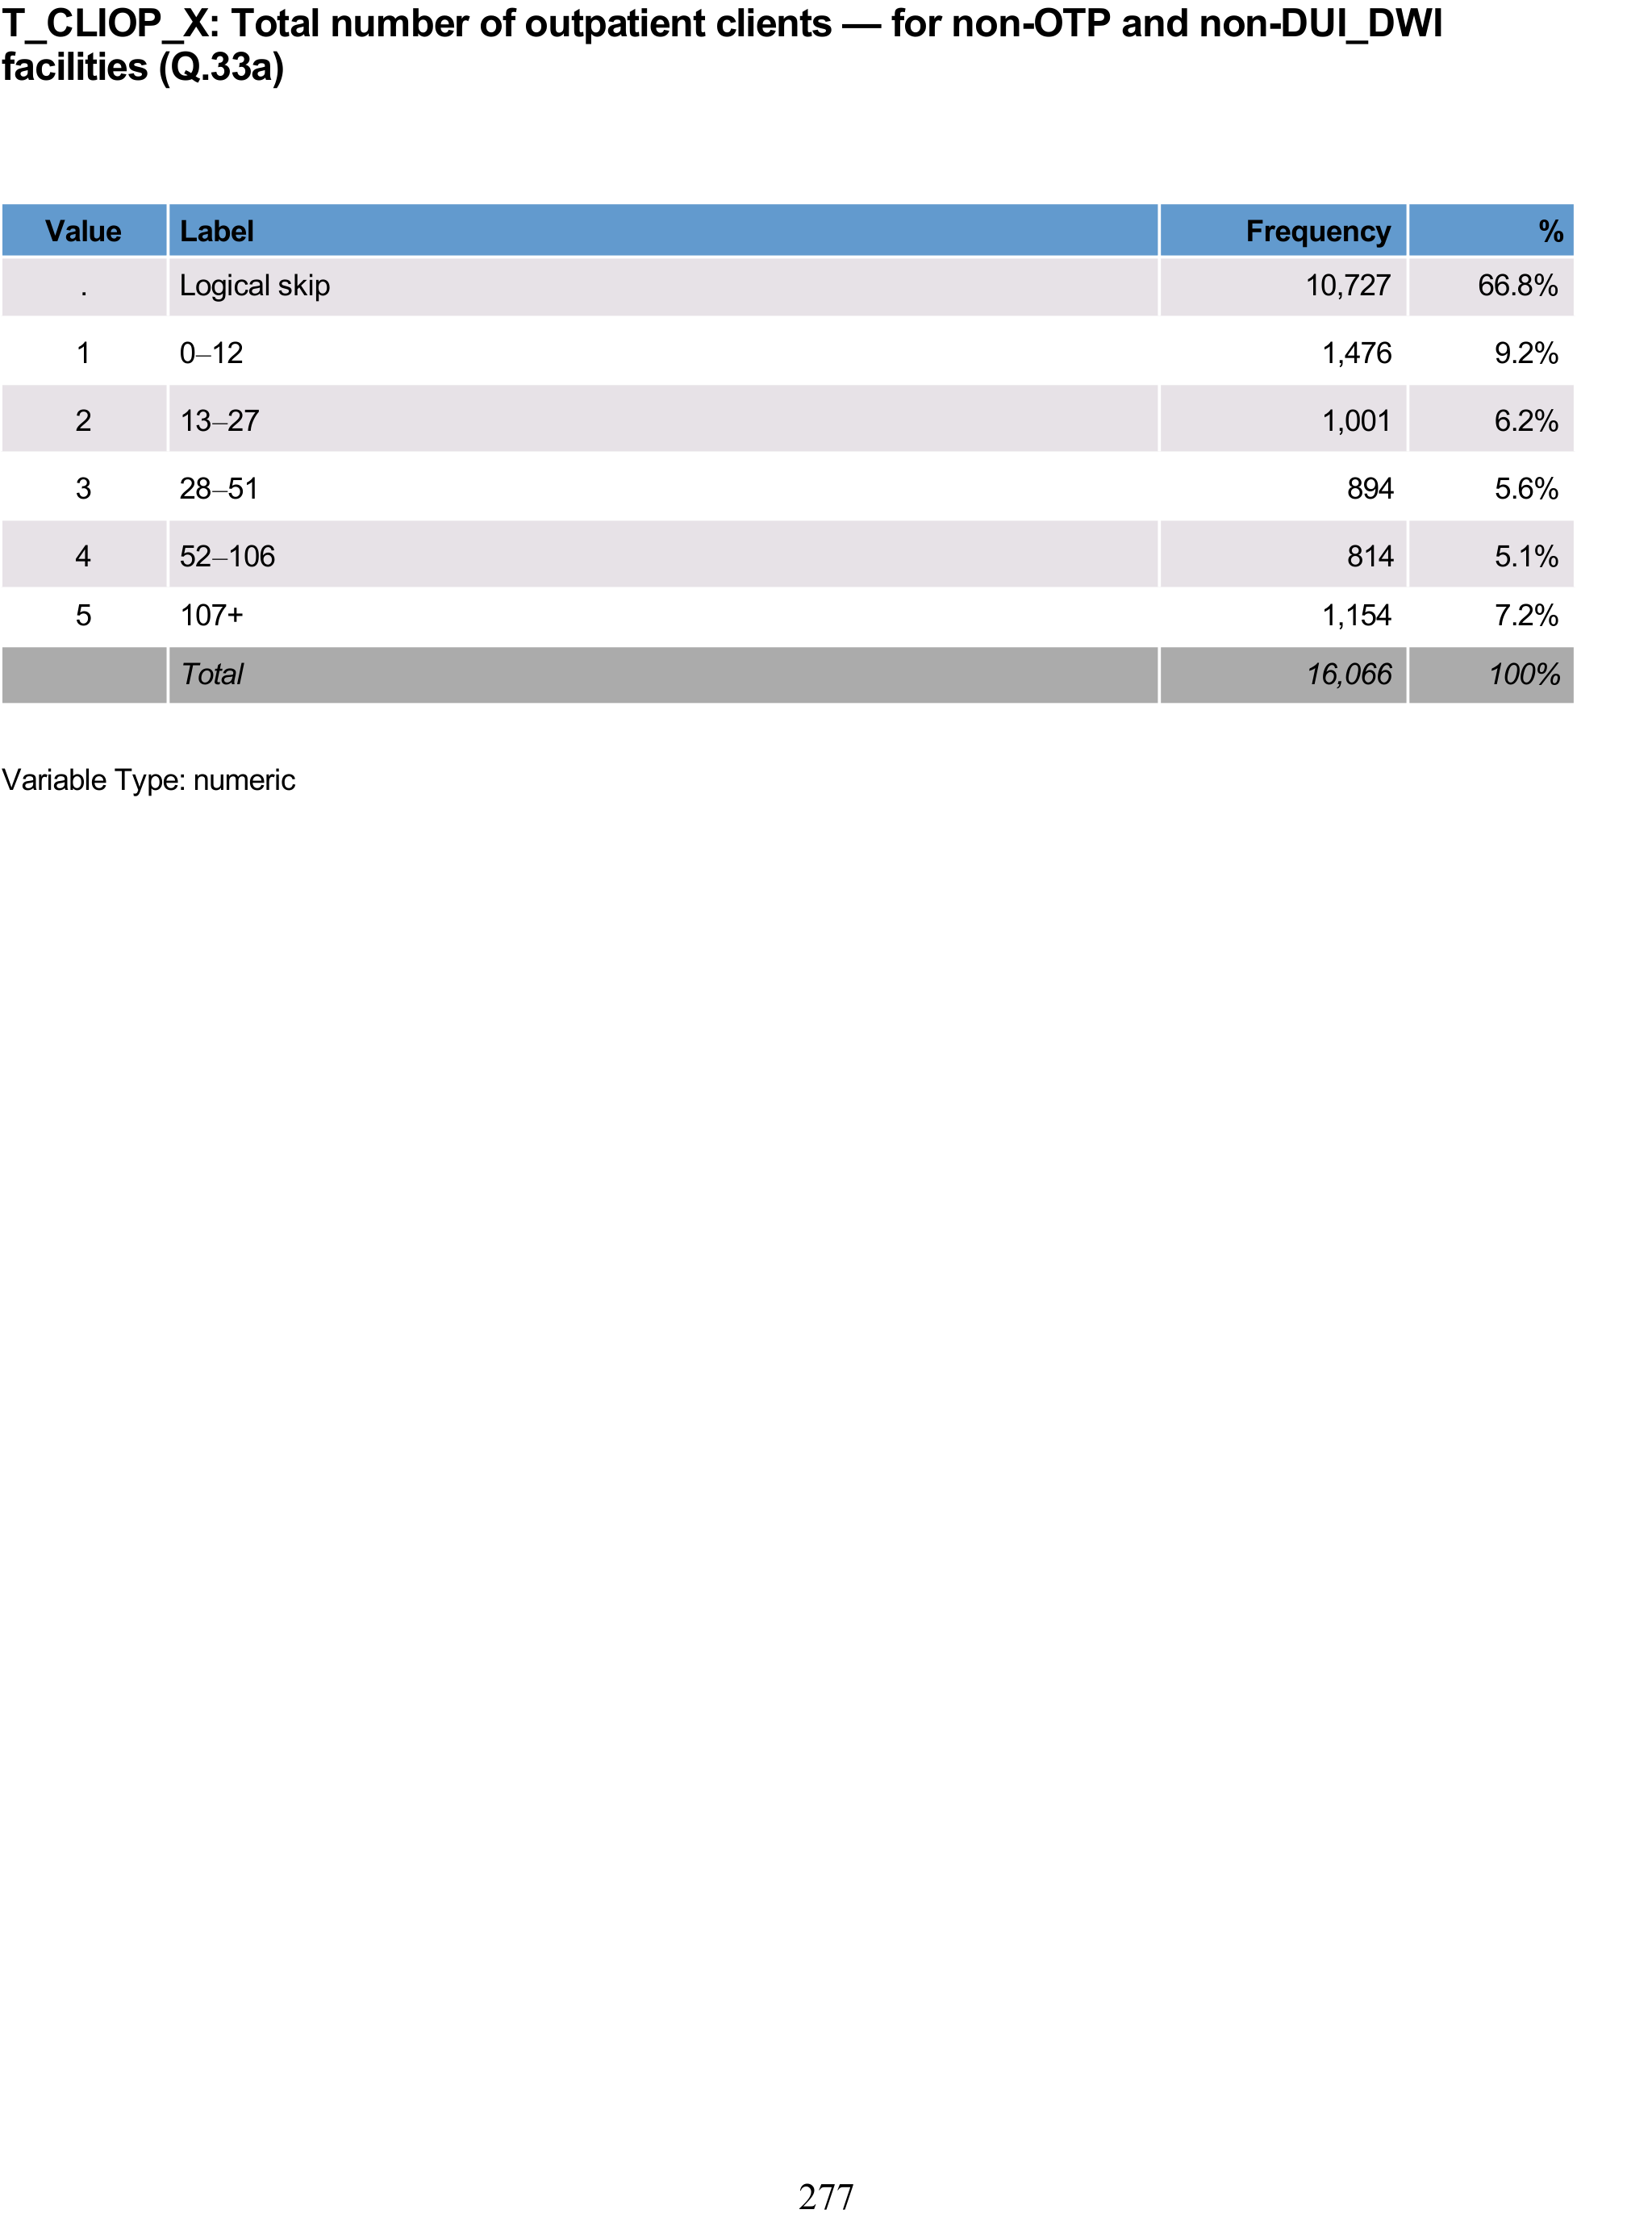 T_CLIOP_X: Total number of outpatient clients — for non-OTP and non-DUI_DWI
facilities (Q.33a)
Value Label Frequency %
. Logical skip 10,727 66.8%
1 0–12 1,476 9.2%
2 13–27 1,001 6.2%
3 28–51 894 5.6%
4 52–106 814 5.1%
5 107+ 1,154 7.2%
Total 16,066 100%
Variable Type: numeric
277